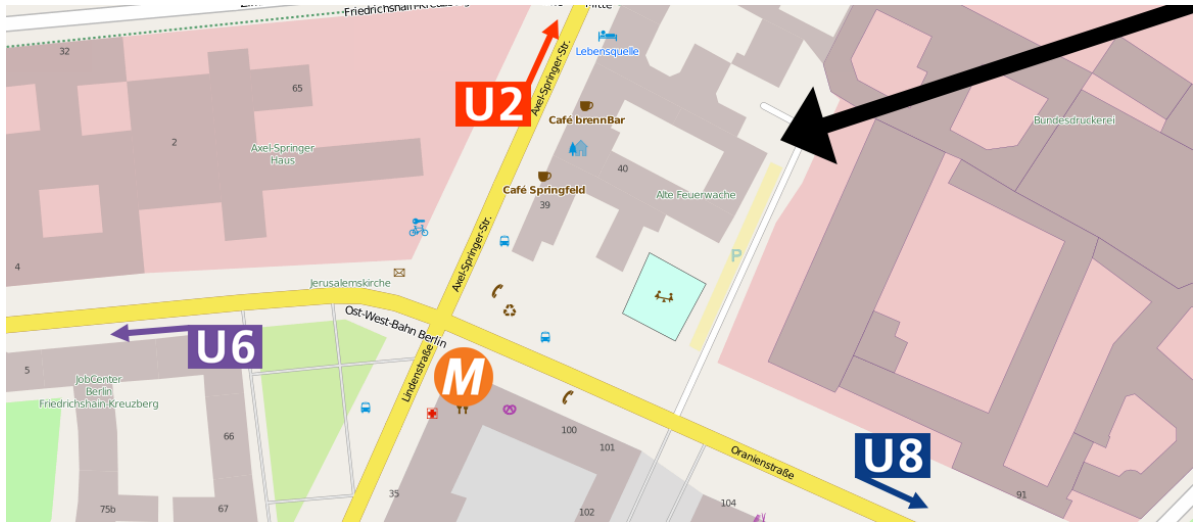 Friedrichshain-Kreuzberg
Mitte
32
65
Lebensquelle
Axel-Springer-Str.
U2
Café brennBar
Bundesdruckerei
2
Axel-Springer
Haus
40
Café Springfeld
Alte Feuerwache
39
Axel-Springer-Str.
4
P
Jerusalemskirche
Ost-West-Bahn Berlin
U6
Lindenstraße
M
5
JobCenter
Berlin
Friedrichshain-Kreuzberg
66
100
101
Oranienstraße
U8
35
91
75b
67
102
104